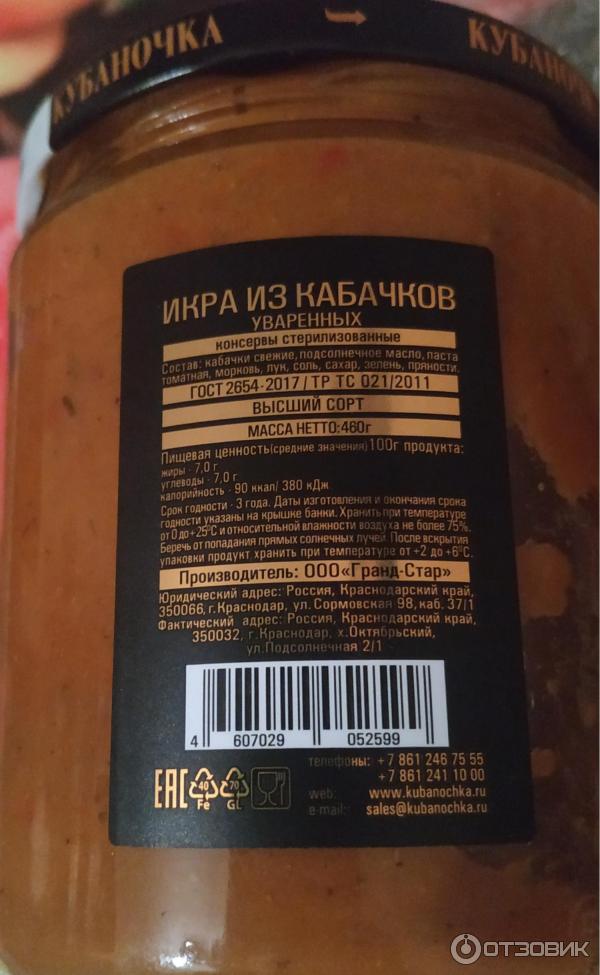 КУБАНОЧКА КУБАНОЧКА
ИКРА ИЗ КАБАЧКОВ
УВАРЕННЫХ
консервы стерилизованные
Состав: кабачки свежие, подсолнечное масло, паста
томатная, морковь, лук, соль, сахар, зелень, пряности.
ГОСТ 2654-2017 / ТР ТС 021/2011
ВЫСШИЙ СОРТ
МАССА НЕТТО: 460г
Пищевая ценность(средние значения)100г продукта:
жиры - 7,0 г
углеводы - 7,0 г
калорийность - 90 ккал/ 380 кДж
Срок годности - 3 года. Даты изготовления и окончания срока
годности указаны на крышке банки. Хранить при температуре
от 0 до +25°С и относительной влажности воздуха не более 75%.
Беречь от попадания прямых солнечных лучей. После вскрытия
упаковки продукт хранить при температуре от +2 до +6°С.
Производитель: ООО«Гранд-Стар»
Юридический адрес: Россия, Краснодарский край,
350066, г.Краснодар, ул. Сормовская 98, каб. 37/1
Фактический адрес: Россия, Краснодарский край,
350032, г.Краснодар, х.Октябрьский,
ул.Подсолнечная 2/1
4 607029 052599
телефоны: +7 861 246 75 55
+7 861 241 10 00
web: www.kubanochka.ru
e-mail: sales@kubanochka.ru
EAC 40 Fe 70 GL
ОТЗОВИК